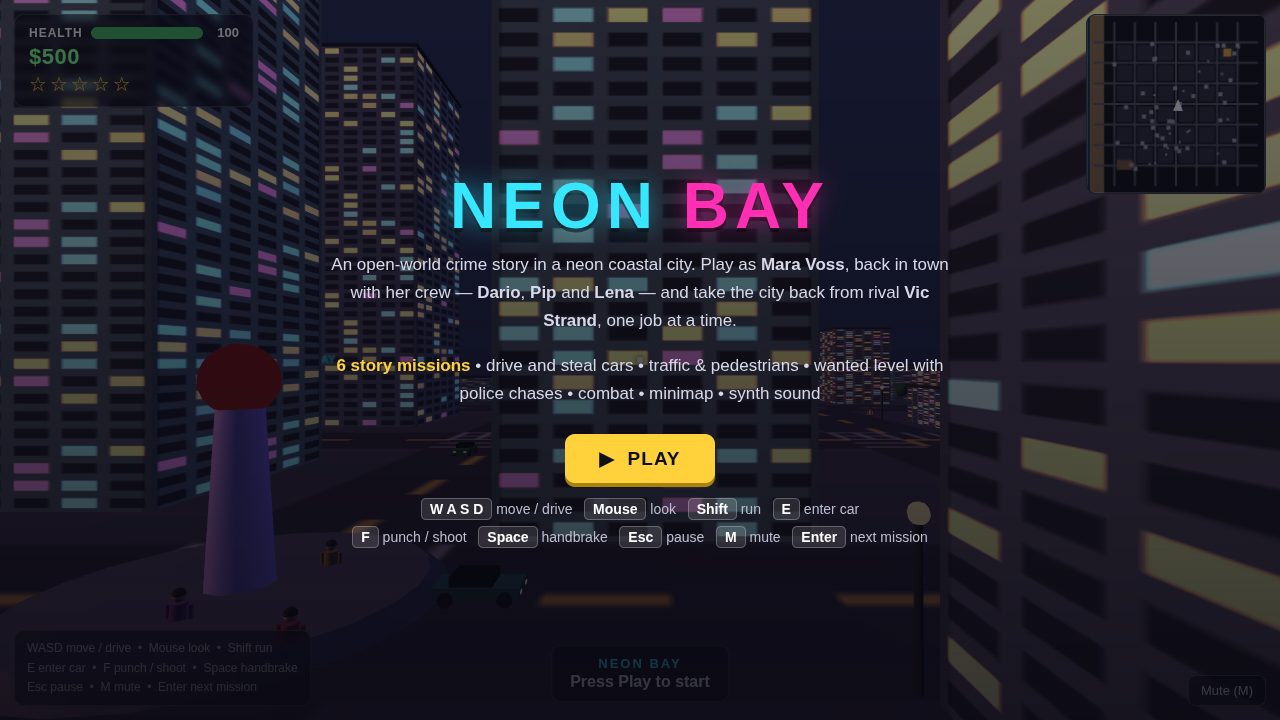 HEALTH 100
$500
NEON BAY
An open-world crime story in a neon coastal city. Play as Mara Voss, back in town
with her crew — Dario, Pip and Lena — and take the city back from rival Vic
Strand, one job at a time.
6 story missions • drive and steal cars • traffic & pedestrians • wanted level with
police chases • combat • minimap • synth sound
▶ PLAY
W A S D move / drive Mouse look Shift run E enter car
F punch / shoot Space handbrake Esc pause M mute Enter next mission
WASD move / drive • Mouse look • Shift run
E enter car • F punch / shoot • Space handbrake
Esc pause • M mute • Enter next mission
NEON BAY
Press Play to start
Mute (M)